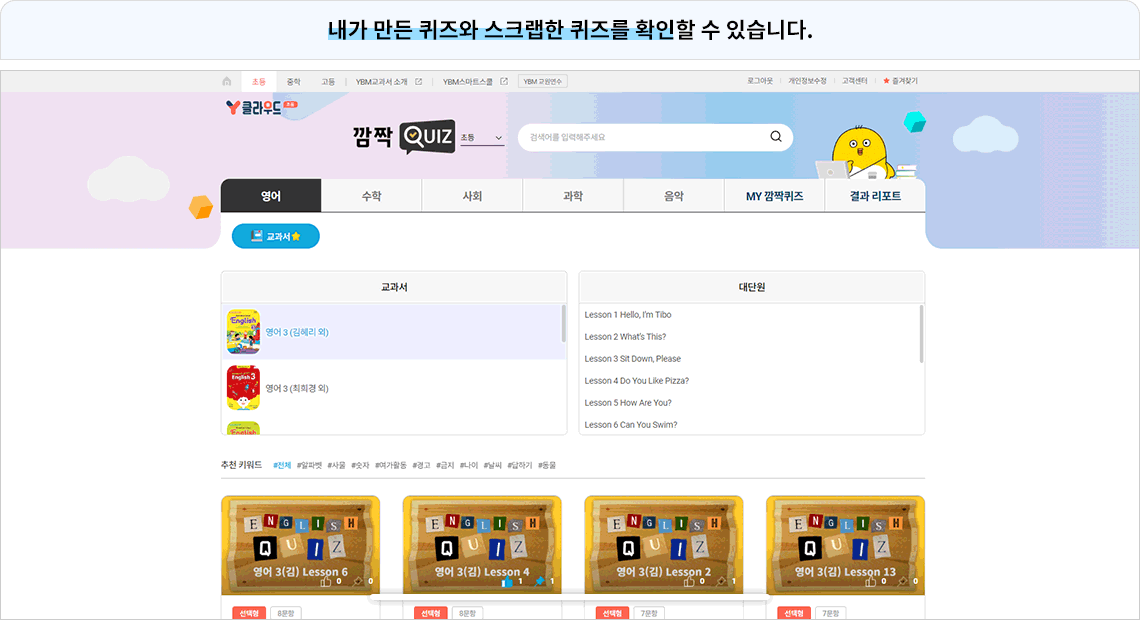 내가 만든 퀴즈와 스크랩한 퀴즈를 확인할 수 있습니다.
초등 중학 고등 YBM교과서 소개 YBM스마트스쿨 YBM 교원연수 로그아웃 개인정보수정 고객센터 즐겨찾기
클라우드
깜짝 QUIZ 초등 검색어를 입력해주세요
영어 수학 사회 과학 음악 MY 깜짝퀴즈 결과 리포트
교과서
교과서 대단원
English
영어 3 (김혜리 외)
English 3
영어 3 (최희경 외)
English
Lesson 1 Hello, I'm Tibo
Lesson 2 What's This?
Lesson 3 Sit Down, Please
Lesson 4 Do You Like Pizza?
Lesson 5 How Are You?
Lesson 6 Can You Swim?
추천 키워드 #전체 #알파벳 #사물 #숫자 #여가활동 #경고 #금지 #나이 #날씨 #답하기 #동물
ENGLISH QUIZ
영어 3(김) Lesson 6
0 0
선택형 8문항
ENGLISH QUIZ
영어 3(김) Lesson 4
1 1
선택형 8문항
ENGLISH QUIZ
영어 3(김) Lesson 2
0 1
선택형 7문항
ENGLISH QUIZ
영어 3(김) Lesson 13
0 0
선택형 7문항